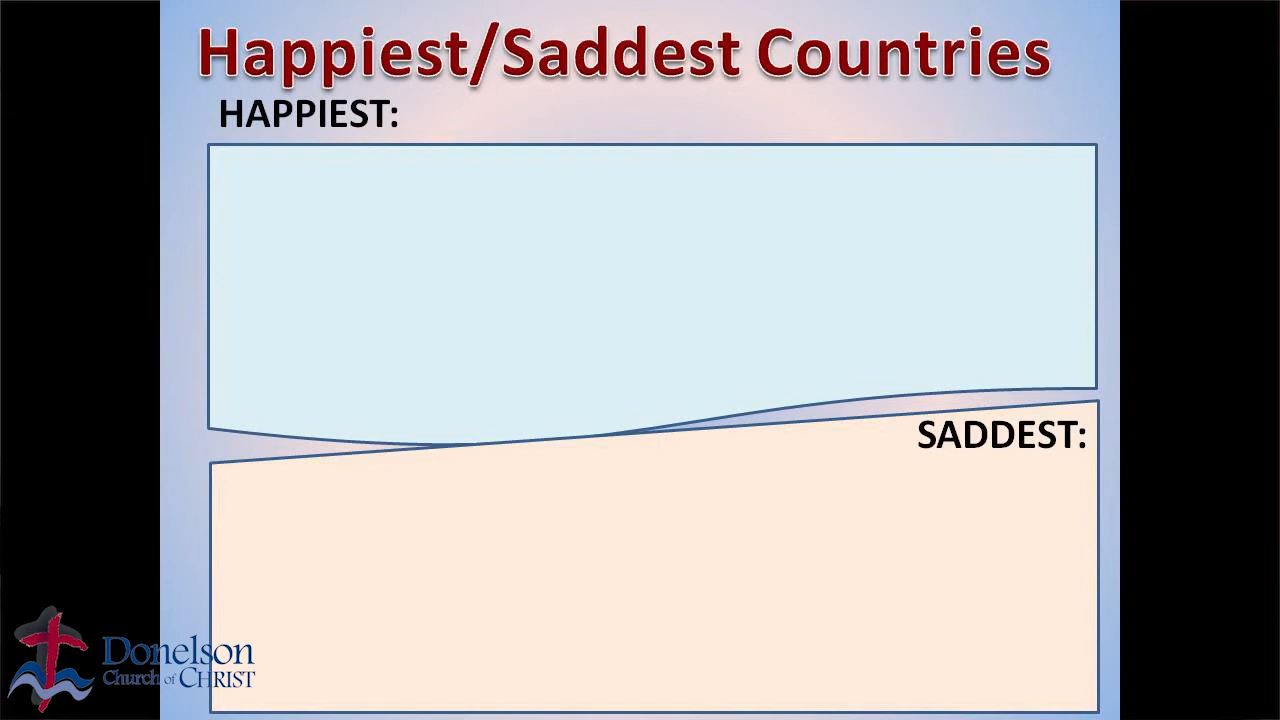 Happiest/Saddest Countries
HAPPIEST:
SADDEST:
Donelson
Church of CHRIST